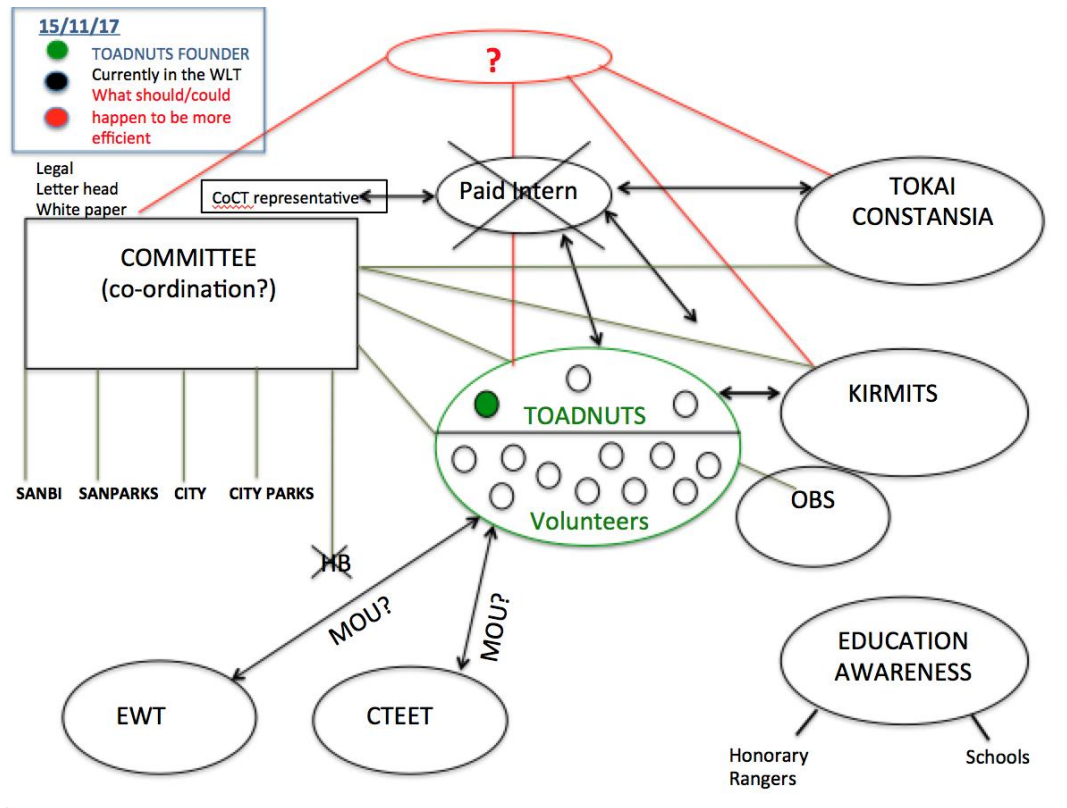 15/11/17
TOADNUTS FOUNDER
Currently in the WLT
What should/could
happen to be more
efficient
?
Legal
Letter head
White paper
CoCT representative
Paid Intern
TOKAI
CONSTANSIA
COMMITTEE
(co-ordination?)
KIRMITS
TOADNUTS
SANBI SANPARKS CITY CITY PARKS
OBS
Volunteers
HB
MOU?
MOU?
EDUCATION
AWARENESS
EWT
CTEET
Honorary
Rangers
Schools